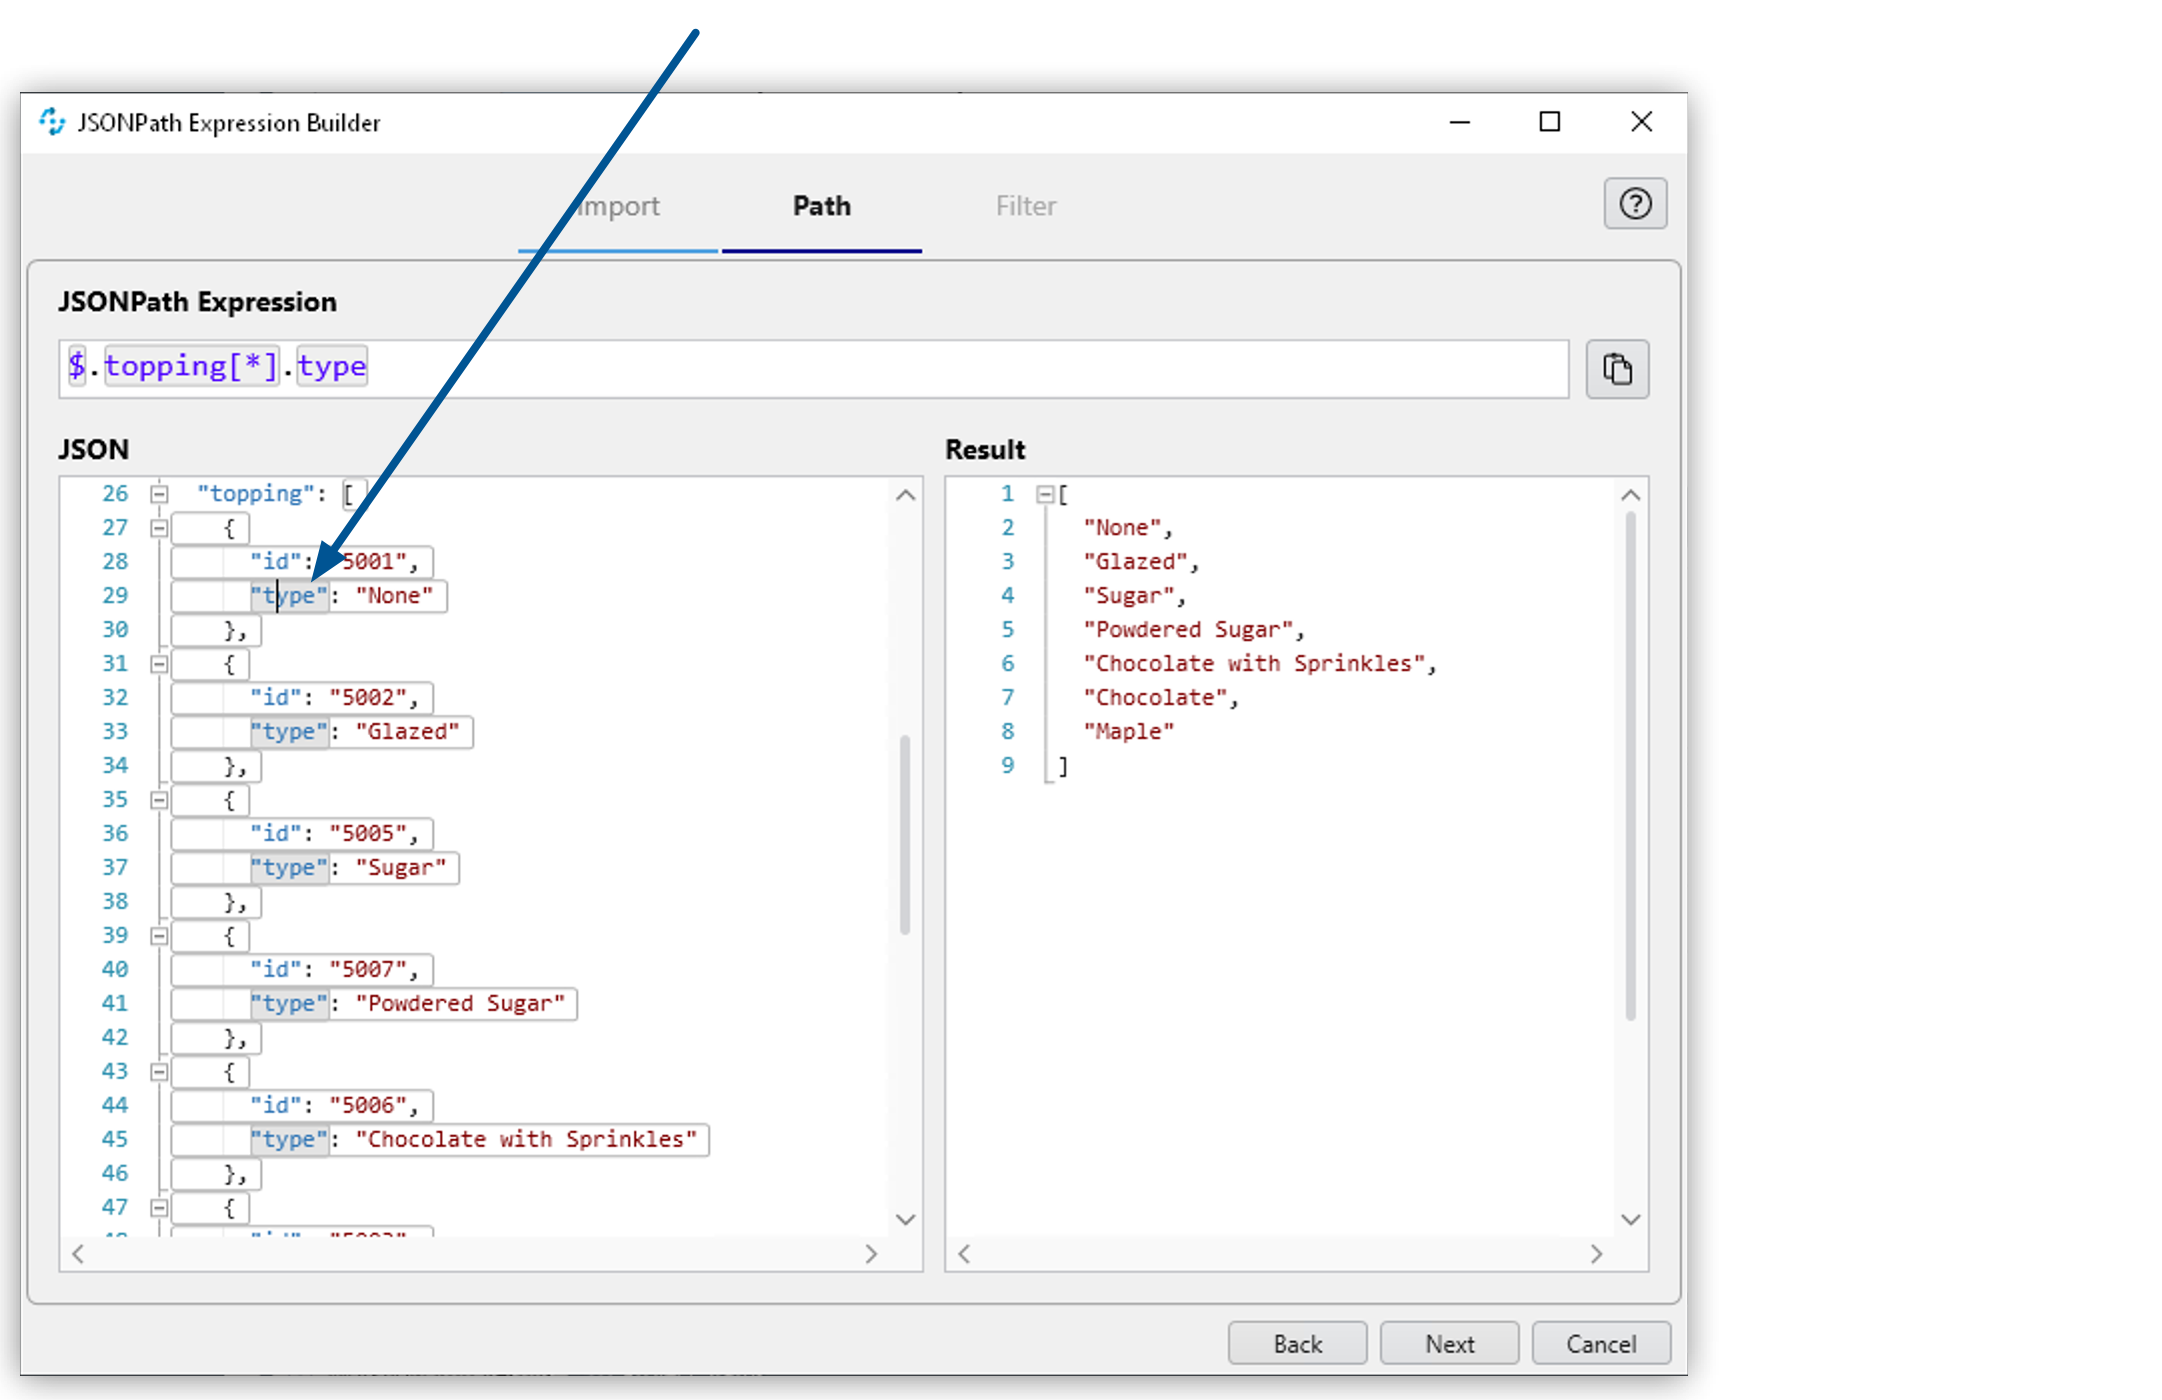 JSONPath Expression Builder
Import Path Filter
JSONPath Expression
$.topping[*].type
JSON
26 "topping": [
27 {
28 "id": "5001",
29 "type": "None"
30 },
31 {
32 "id": "5002",
33 "type": "Glazed"
34 },
35 {
36 "id": "5005",
37 "type": "Sugar"
38 },
39 {
40 "id": "5007",
41 "type": "Powdered Sugar"
42 },
43 {
44 "id": "5006",
45 "type": "Chocolate with Sprinkles"
46 },
47 {
Result
1 [
2 "None",
3 "Glazed",
4 "Sugar",
5 "Powdered Sugar",
6 "Chocolate with Sprinkles",
7 "Chocolate",
8 "Maple"
9 ]
Back Next Cancel